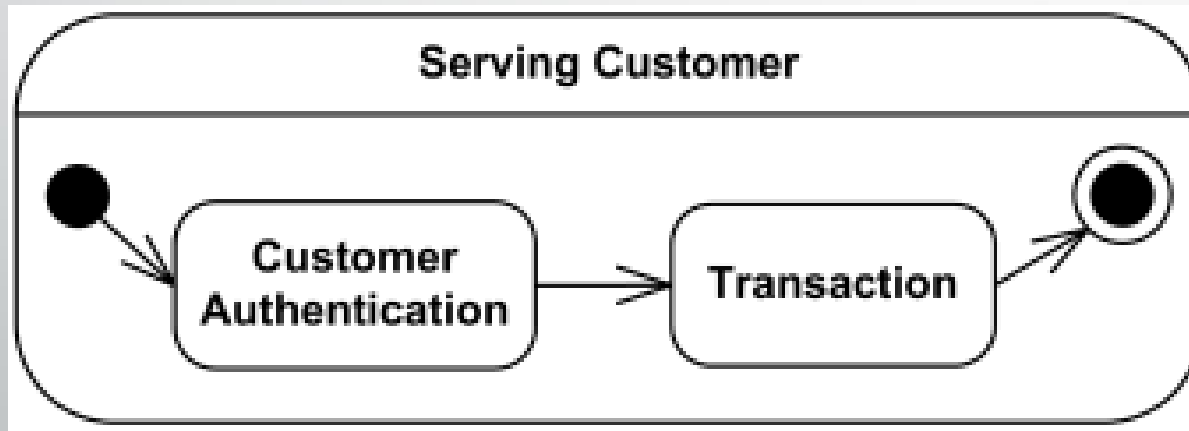 Serving Customer
Customer
Authentication
Transaction